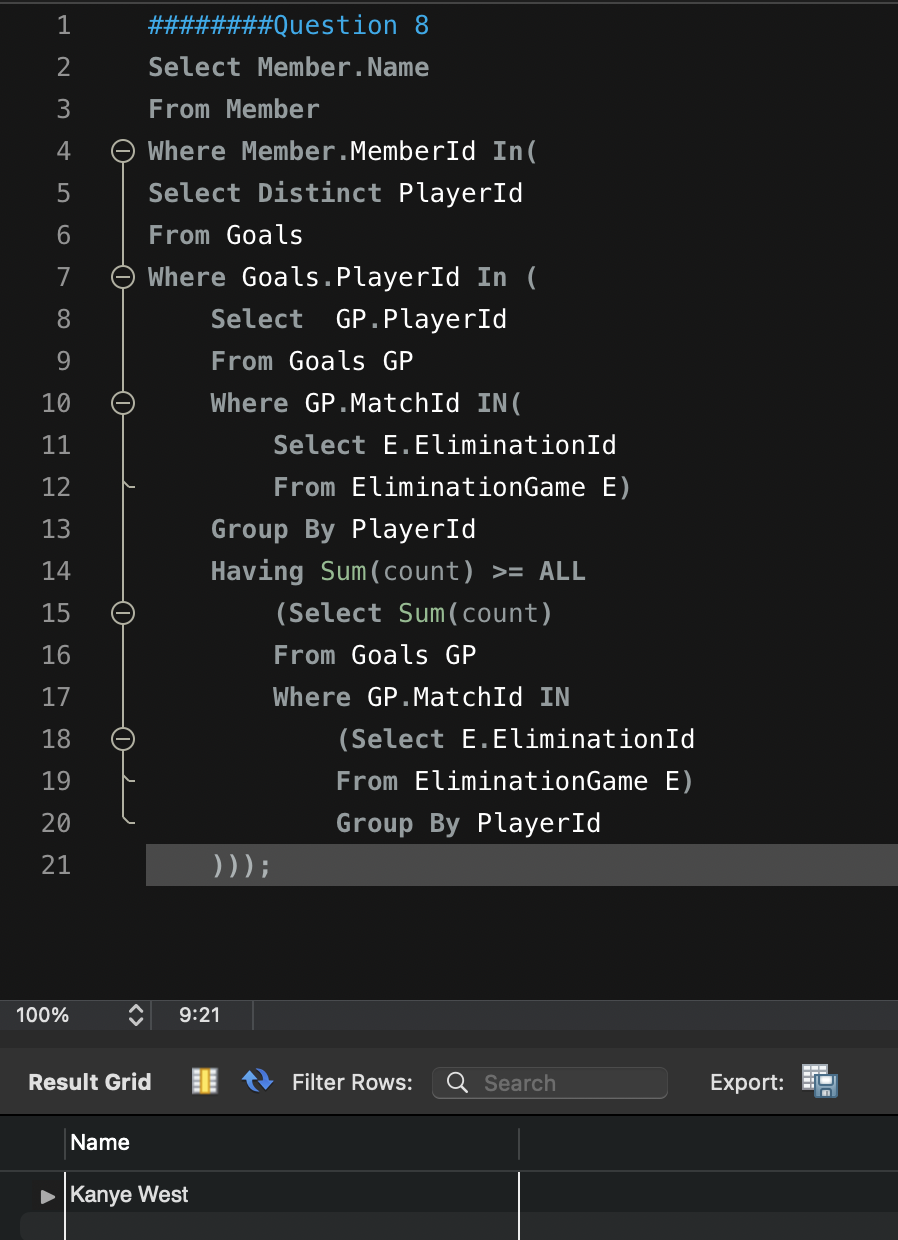 1 ########Question 8
2 Select Member.Name
3 From Member
4 Where Member.MemberId In(
5 Select Distinct PlayerId
6 From Goals
7 Where Goals.PlayerId In (
8 Select  GP.PlayerId
9 From Goals GP
10 Where GP.MatchId IN(
11 Select E.EliminationId
12 From EliminationGame E)
13 Group By PlayerId
14 Having Sum(count) >= ALL
15 (Select Sum(count)
16 From Goals GP
17 Where GP.MatchId IN
18 (Select E.EliminationId
19 From EliminationGame E)
20 Group By PlayerId
21 )));
100% 9:21
Result Grid Filter Rows: Search Export:
Name
Kanye West